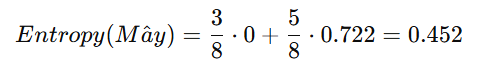 Entropy(Mây) = 3/8 · 0 + 5/8 · 0.722 = 0.452